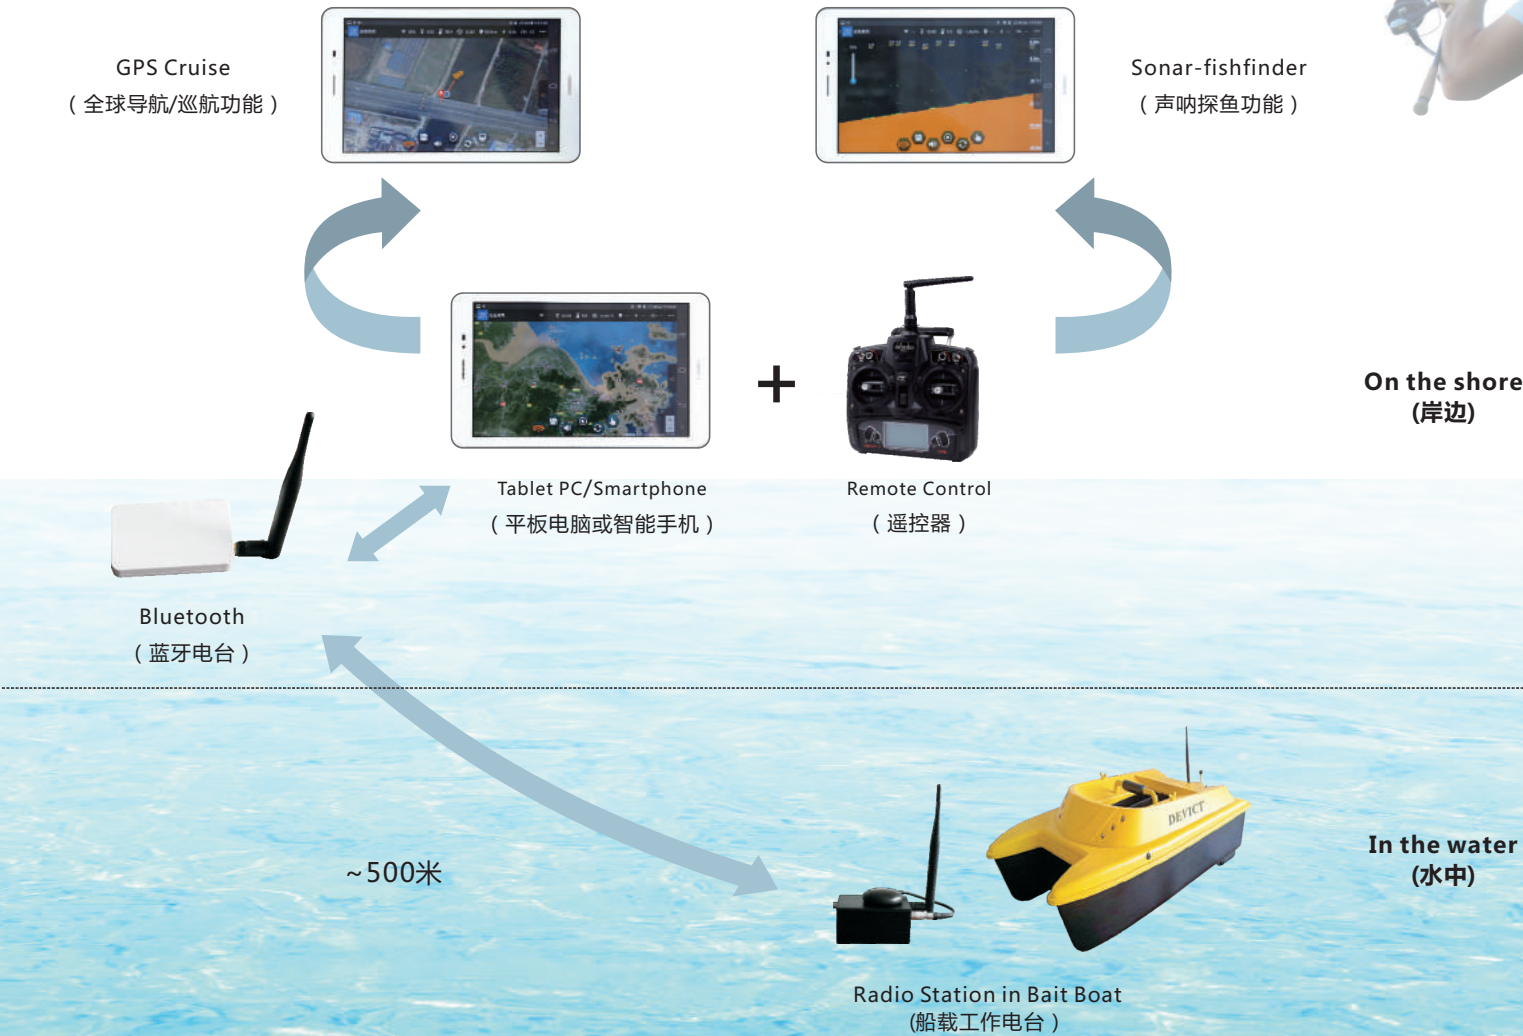 GPS Cruise
（全球导航/巡航功能）
Sonar-fishfinder
（声呐探鱼功能）
On the shore
(岸边)
Tablet PC/Smartphone
（平板电脑或智能手机）
Remote Control
（遥控器）
Bluetooth
（蓝牙电台）
DEVICT
In the water
(水中)
~500米
Radio Station in Bait Boat
(船载工作电台）